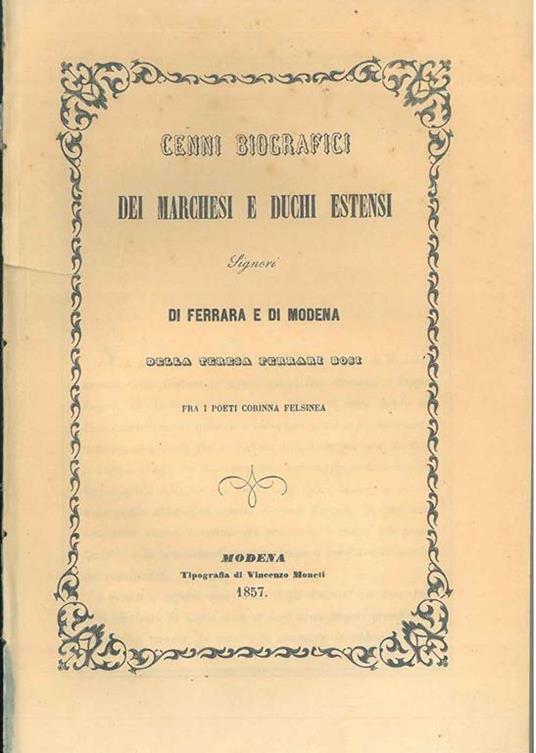 CENNI BIOGRAFICI
DEI MARCHESI E DUCHI ESTENSI
Signori
DI FERRARA E DI MODENA
DELLA TERESA FERRARI BOSI
FRA I POETI CORINNA FELSINEA
MODENA
Tipografia di Vincenzo Moneti
1857.